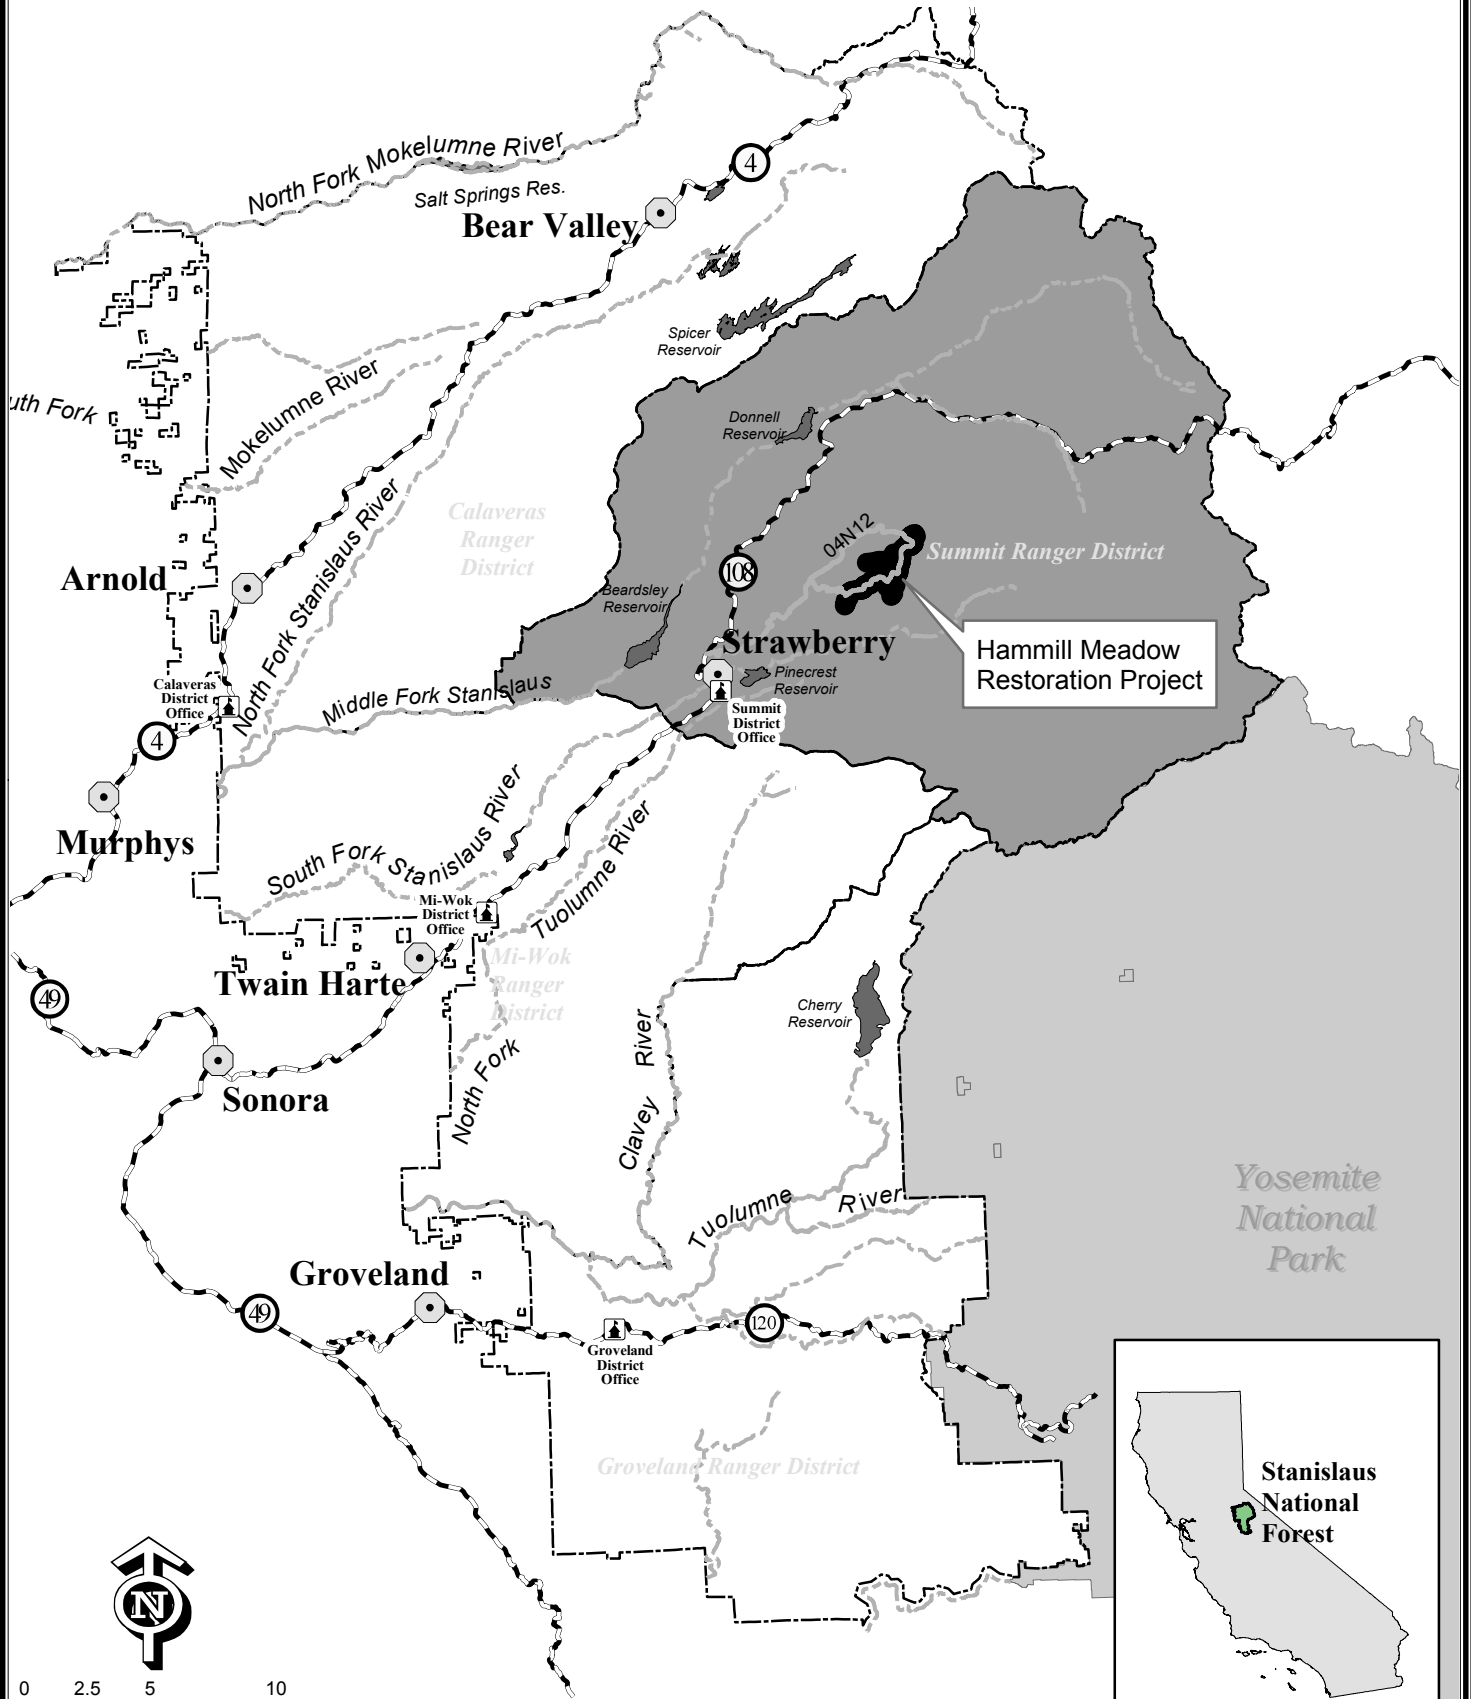 North Fork Mokelumne River
Salt Springs Res.
4
Bear Valley
Spicer
Reservoir
Mokelumne River
uth Fork
Donnell
Reservoir
North Fork Stanislaus River
Calaveras
Ranger
District
04N12
Summit Ranger District
Arnold
108
Beardsley
Reservoir
Strawberry
Hammill Meadow
Restoration Project
Pinecrest
Reservoir
Calaveras
District
Office
Middle Fork Stanislaus
Summit
District
Office
4
Murphys
South Fork Stanislaus River
Tuolumne River
Mi-Wok
District
Office
Mi-Wok
Ranger
District
Twain Harte
49
Cherry
Reservoir
Clavey River
North Fork
Sonora
Tuolumne River
Yosemite
National
Park
Groveland
49
120
Groveland
District
Office
Groveland Ranger District
Stanislaus
National
Forest
N
0 2.5 5 10